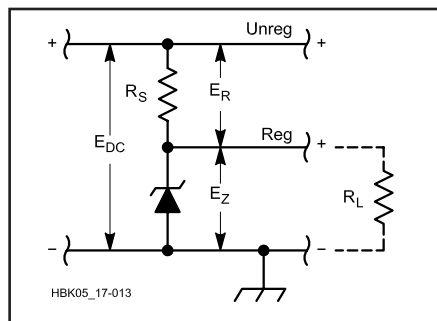 + Unreg +
R_S E_R
E_DC
Reg +
E_Z
R_L
− −
HBK05_17-013